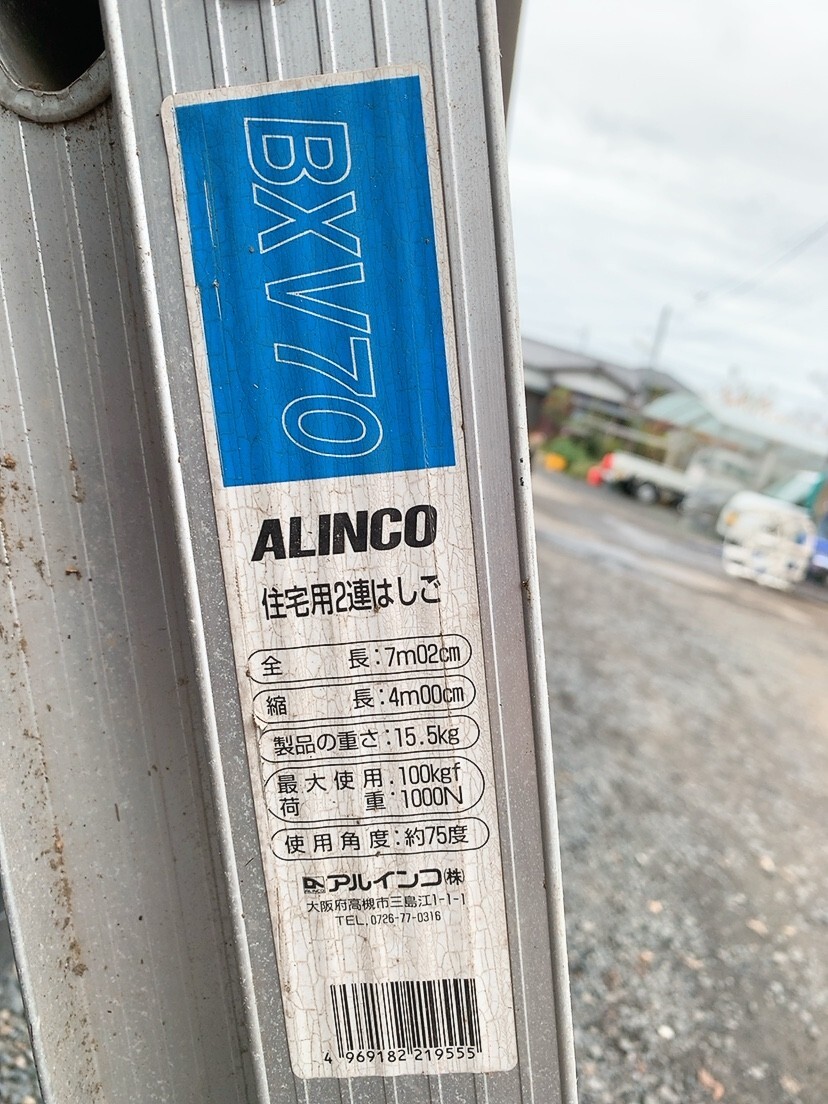 BXV70
ALINCO
住宅用2連はしご
全 長:7m02cm
縮 長:4m00cm
製品の重さ:15.5kg
最大使用荷重:100kgf 1000N
使用角度:約75度
アルインコ(株)
大阪府高槻市三島江1-1-1
TEL.0726-77-0316
4 969182 219555